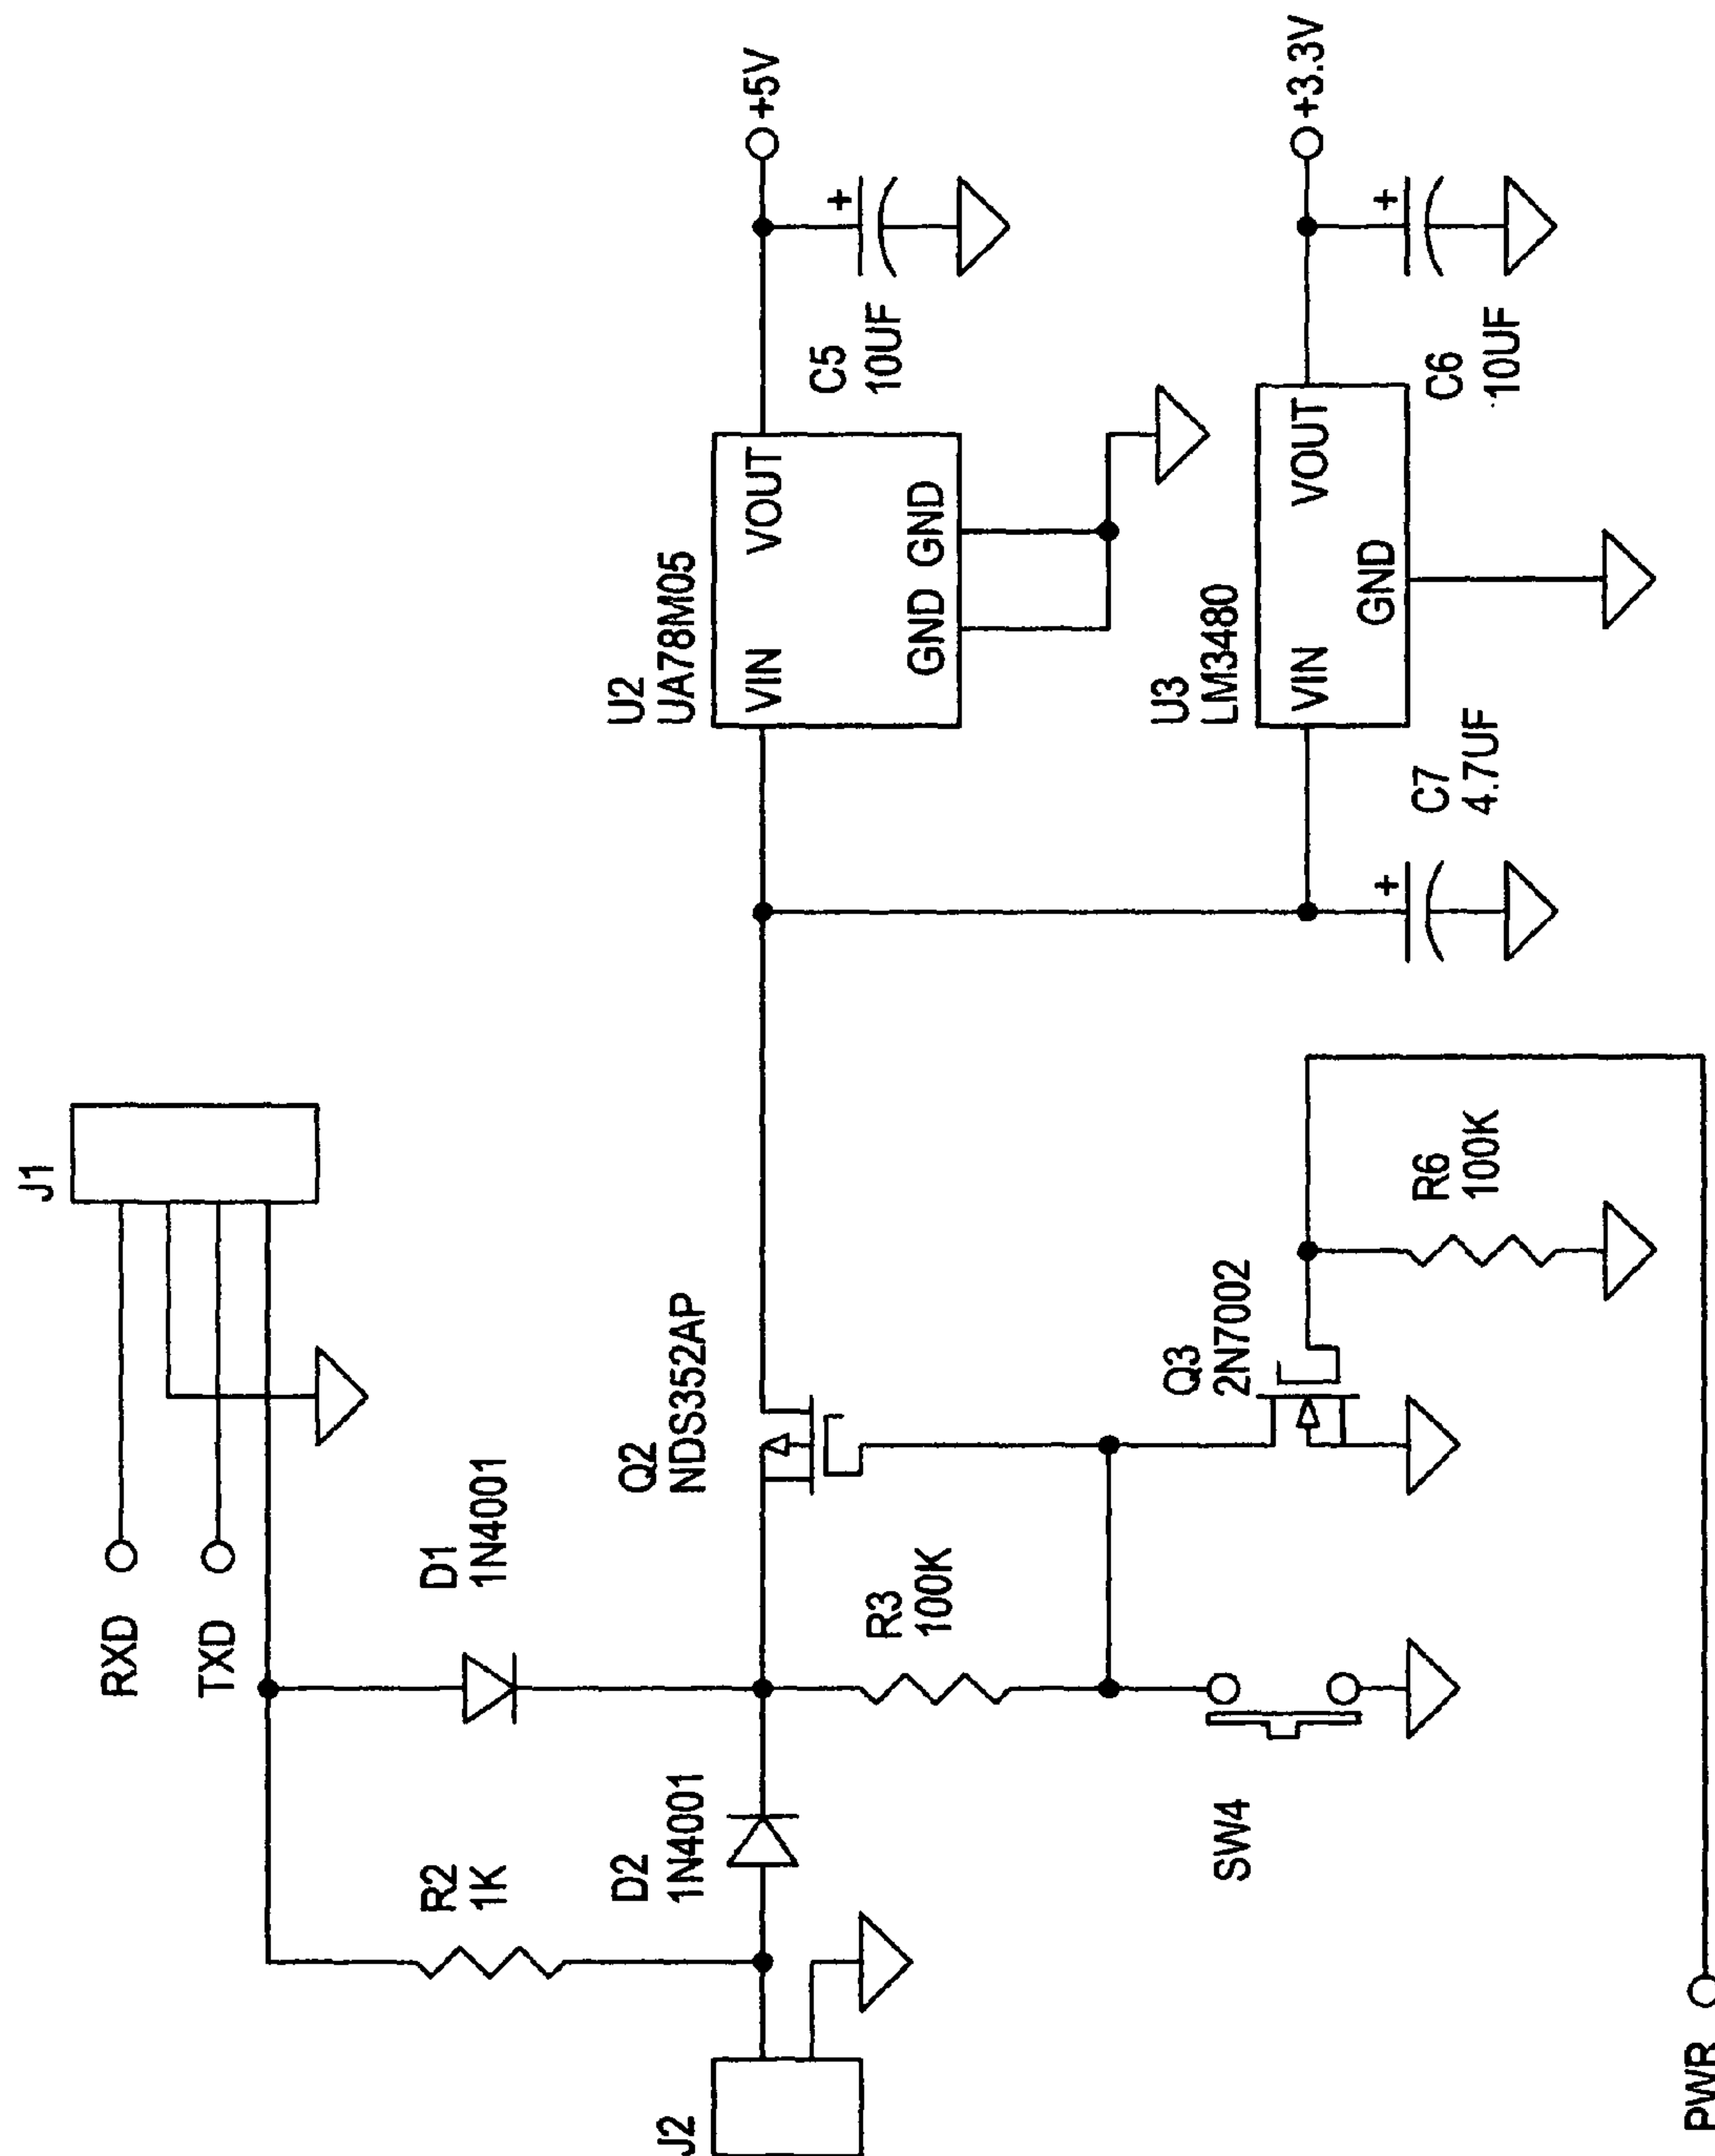 J1
RXD
TXD
D1
1N4001
R2
1K
D2
1N4001
J2
Q2
NDS352AP
R3
100K
SW4
Q3
2N7002
R6
100K
PWR
U2
UA78M05
VIN
VOUT
GND GND
C5
10UF
+
+5V
U3
LM3480
VIN
VOUT
GND
C7
4.7UF
+
C6
10UF
+
+3.3V